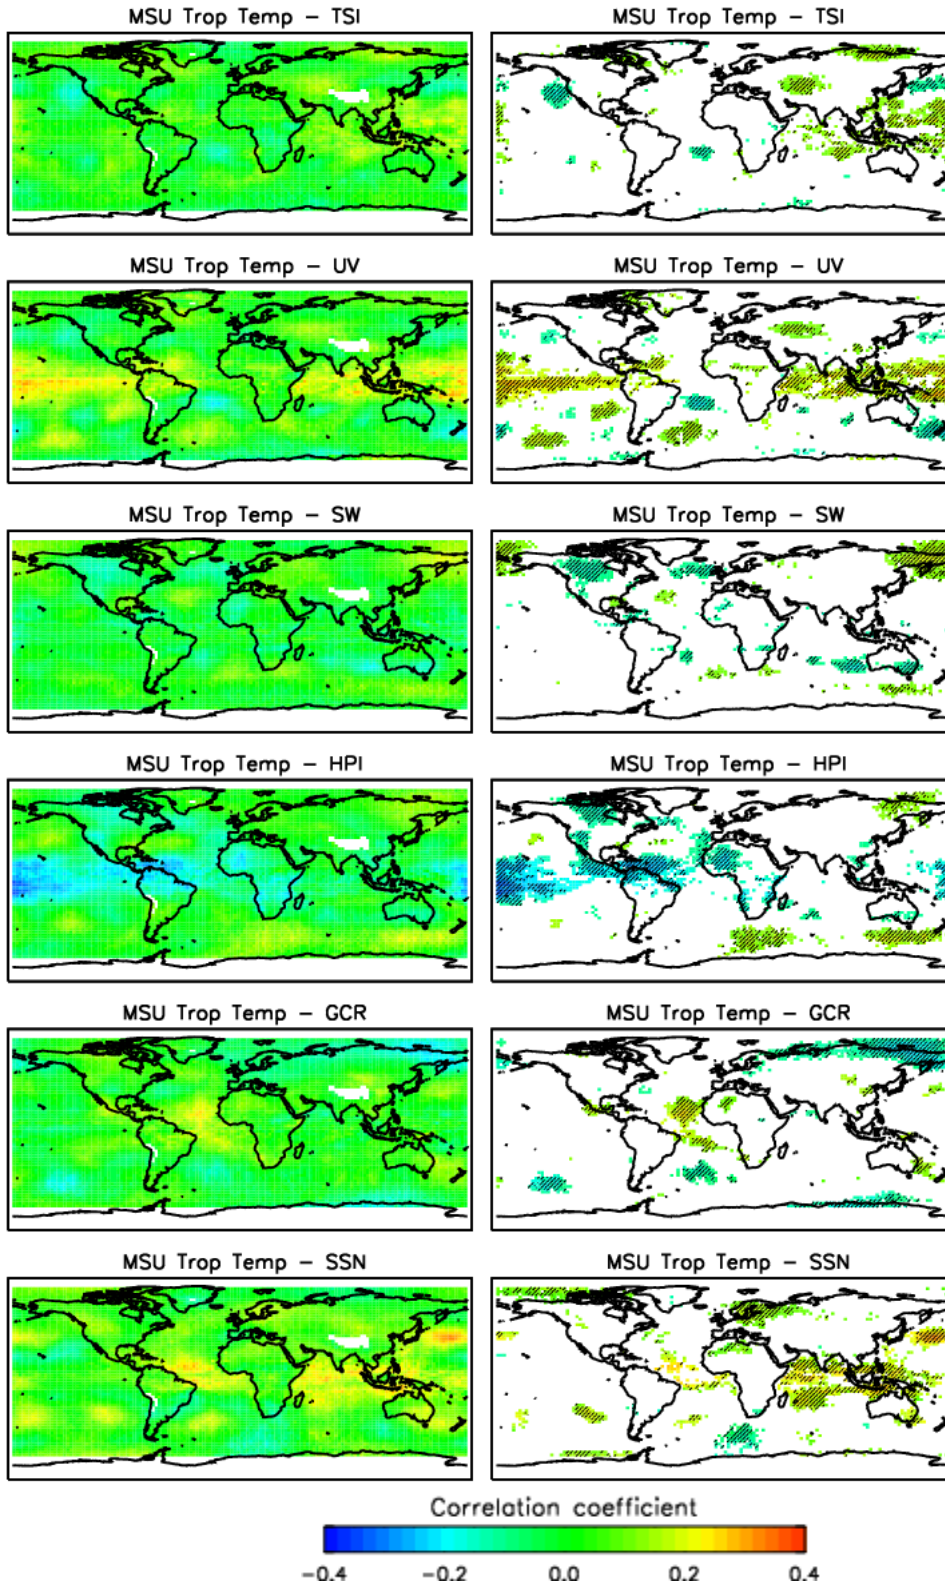 MSU Trop Temp – TSI
MSU Trop Temp – TSI
MSU Trop Temp – UV
MSU Trop Temp – UV
MSU Trop Temp – SW
MSU Trop Temp – SW
MSU Trop Temp – HPI
MSU Trop Temp – HPI
MSU Trop Temp – GCR
MSU Trop Temp – GCR
MSU Trop Temp – SSN
MSU Trop Temp – SSN
Correlation coefficient
−0.4 −0.2 0.0 0.2 0.4